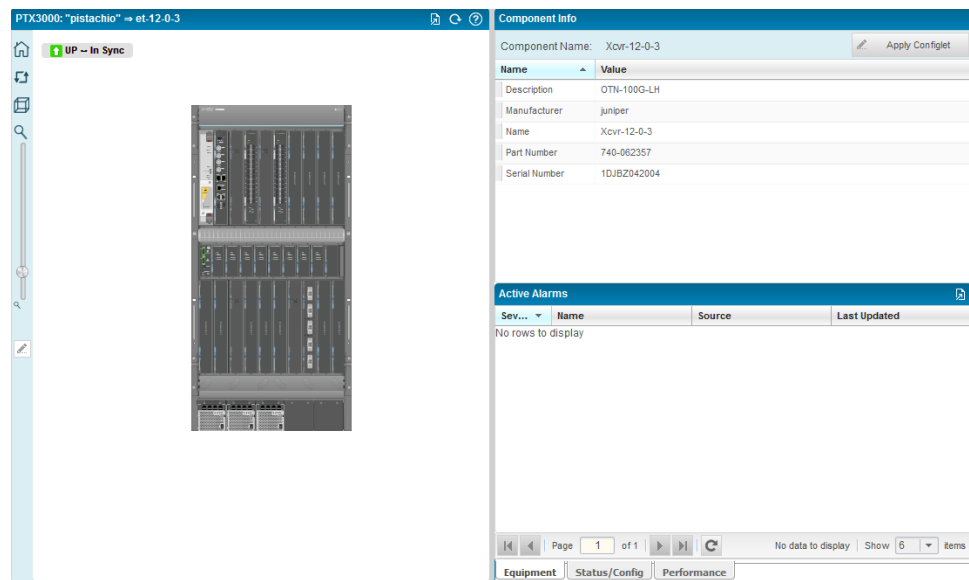 PTX3000: "pistachio" ⇒ et-12-0-3
UP -- In Sync
Component Info
Component Name: Xcvr-12-0-3
Apply Configlet
Name Value
Description OTN-100G-LH
Manufacturer juniper
Name Xcvr-12-0-3
Part Number 740-062357
Serial Number 1DJBZ042004
Active Alarms
Sev... Name Source Last Updated
No rows to display
Page 1 of 1 No data to display Show 6 items
Equipment Status/Config Performance